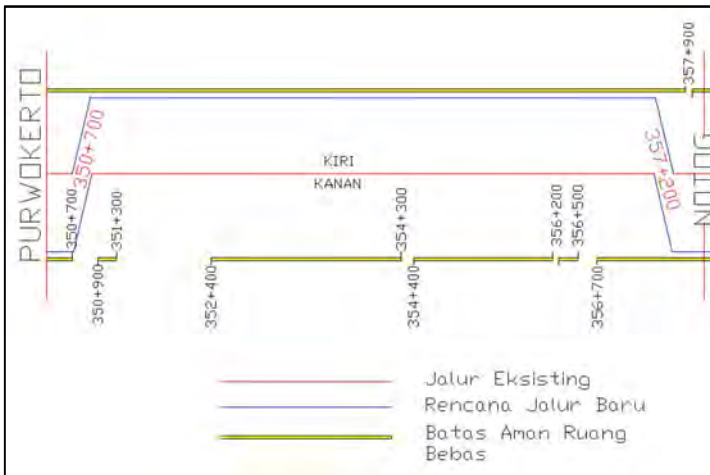 357+900
PURWOKERTO
350+700
KIRI
KANAN
357+200
NOTOG
350+700
351+300
354+300
356+200
356+500
350+900
352+400
354+400
356+700
Jalur Eksisting
Rencana Jalur Baru
Batas Aman Ruang
Bebas